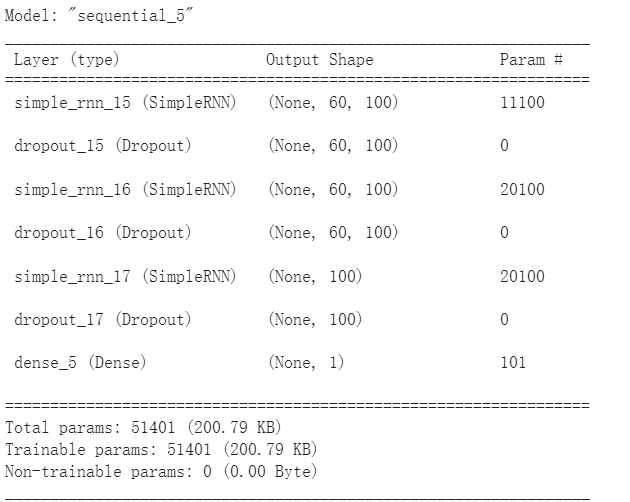 Model: "sequential_5"
Layer (type) Output Shape Param #
simple_rnn_15 (SimpleRNN) (None, 60, 100) 11100
dropout_15 (Dropout) (None, 60, 100) 0
simple_rnn_16 (SimpleRNN) (None, 60, 100) 20100
dropout_16 (Dropout) (None, 60, 100) 0
simple_rnn_17 (SimpleRNN) (None, 100) 20100
dropout_17 (Dropout) (None, 100) 0
dense_5 (Dense) (None, 1) 101
Total params: 51401 (200.79 KB)
Trainable params: 51401 (200.79 KB)
Non-trainable params: 0 (0.00 Byte)